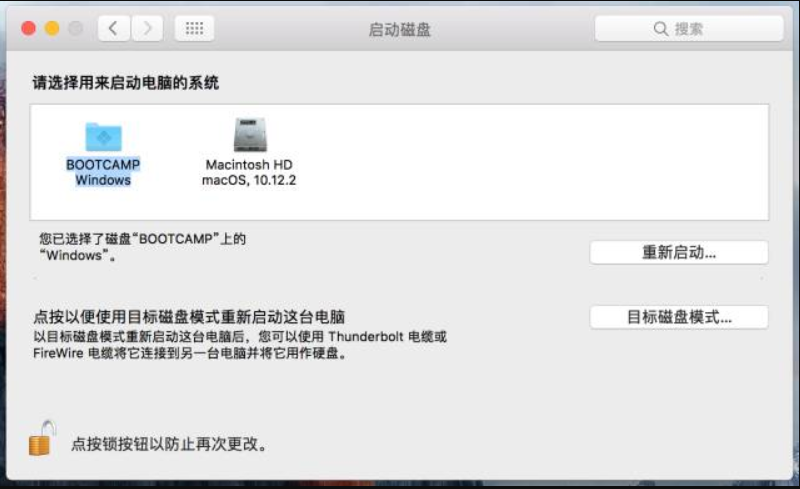 启动磁盘
搜索
请选择用来启动电脑的系统
BOOTCAMP
Windows
Macintosh HD
macOS, 10.12.2
您已选择了磁盘“BOOTCAMP”上的
“Windows”。
重新启动...
点按以便使用目标磁盘模式重新启动这台电脑
以目标磁盘模式重新启动这台电脑后，您可以使用 Thunderbolt 电缆或
FireWire 电缆将它连接到另一台电脑并将它用作硬盘。
目标磁盘模式...
点按锁按钮以防止再次更改。